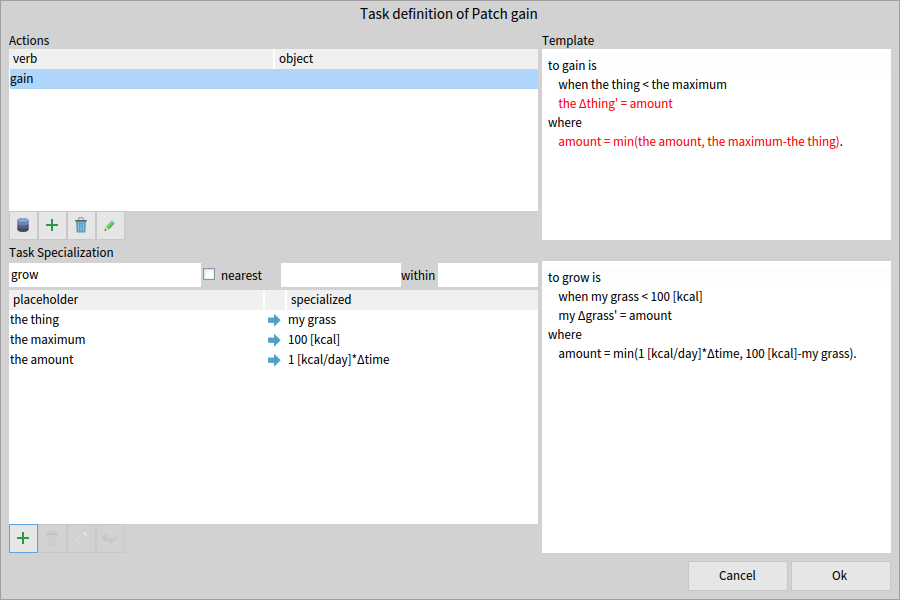 Task definition of Patch gain
Actions
verb object
gain
Template
to gain is
when the thing < the maximum
the Δthing' = amount
where
amount = min(the amount, the maximum-the thing).
Task Specialization
grow nearest within
placeholder specialized
the thing my grass
the maximum 100 [kcal]
the amount 1 [kcal/day]*Δtime
to grow is
when my grass < 100 [kcal]
my Δgrass' = amount
where
amount = min(1 [kcal/day]*Δtime, 100 [kcal]-my grass).
Cancel Ok